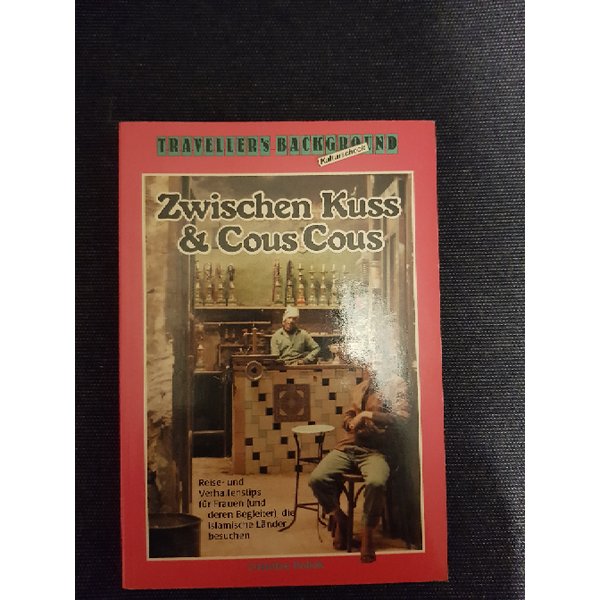 TRAVELLER'S BACKGROUND
Kulturschock
Zwischen Kuss
& Cous Cous
Reise- und
Verhaltenstips
für Frauen (und
deren Begleiter), die
islamische Länder
besuchen